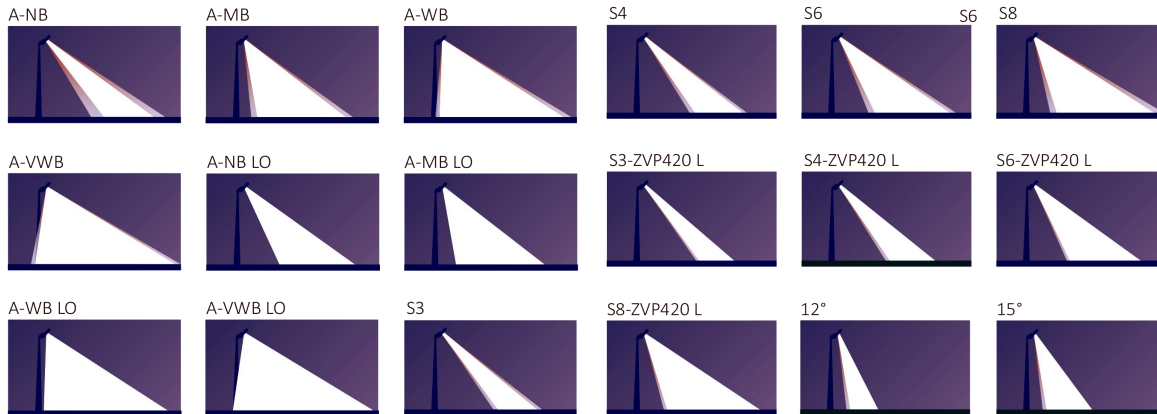 A-NB
A-MB
A-WB
S4
S6
S6
S8
A-VWB
A-NB LO
A-MB LO
S3-ZVP420 L
S4-ZVP420 L
S6-ZVP420 L
A-WB LO
A-VWB LO
S3
S8-ZVP420 L
12°
15°